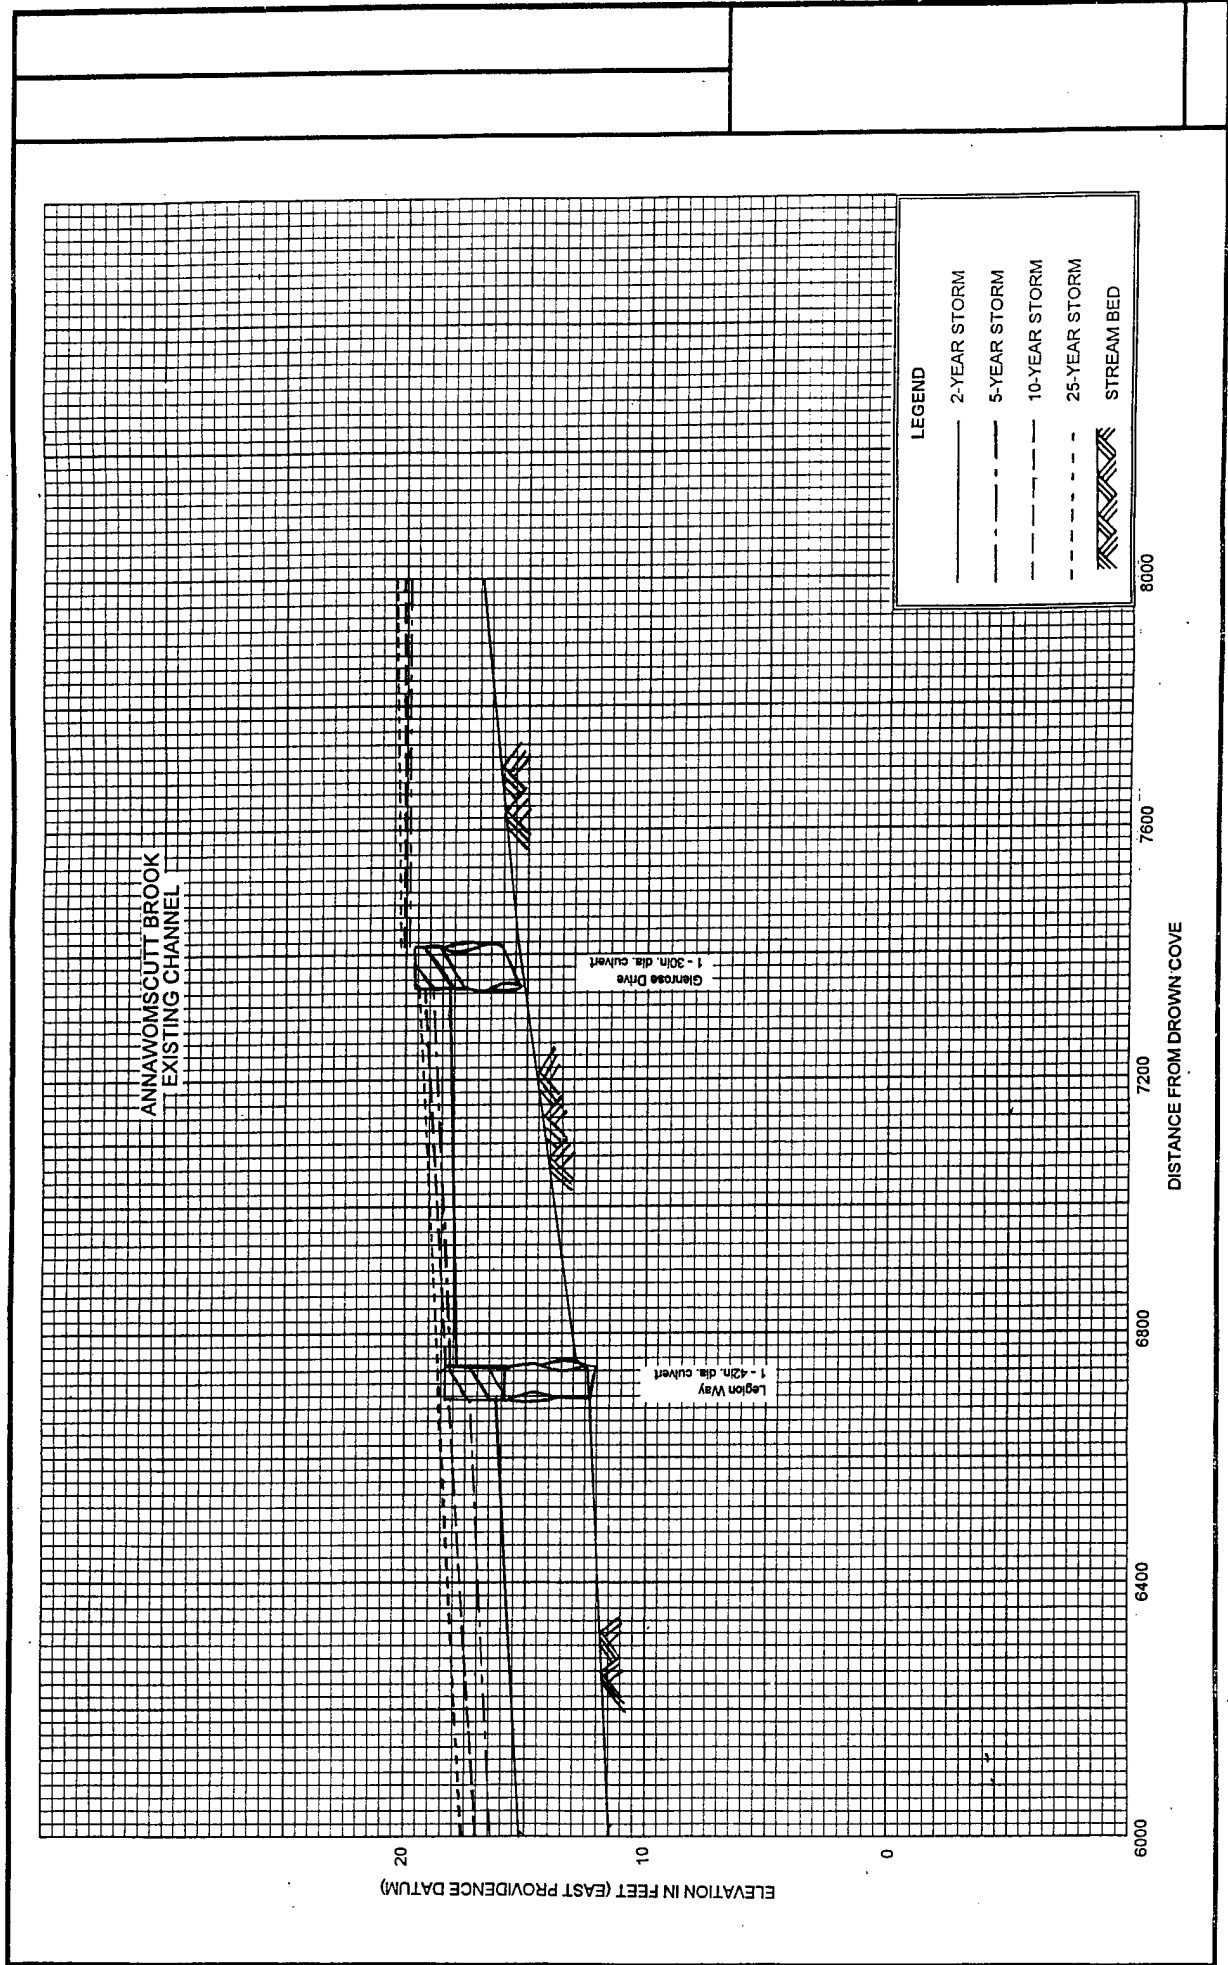 ANNAWOMSCUTT BROOK
EXISTING CHANNEL
ELEVATION IN FEET (EAST PROVIDENCE DATUM)
20
10
0
Legion Way
1 - 42in. dia. culvert
Glenrose Drive
1 - 30in. dia. culvert
LEGEND
2-YEAR STORM
5-YEAR STORM
10-YEAR STORM
25-YEAR STORM
STREAM BED
6000
6400
6800
7200
7600
8000
DISTANCE FROM DROWN COVE